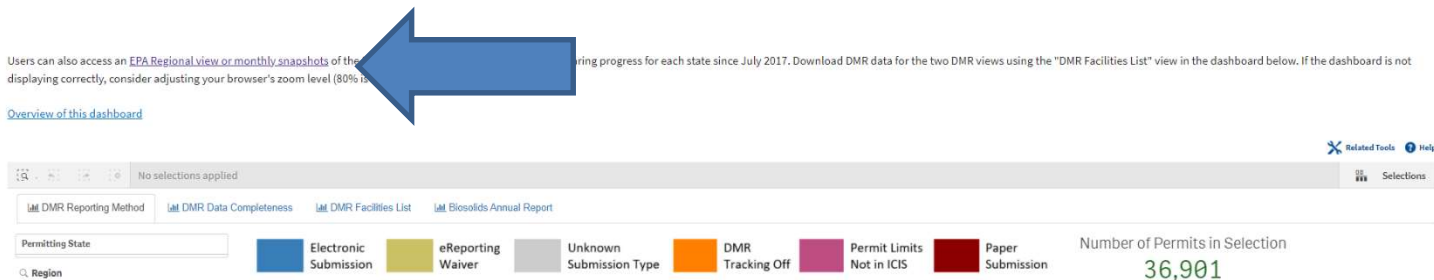 Users can also access an EPA Regional view or monthly snapshots of the aring progress for each state since July 2017. Download DMR data for the two DMR views using the "DMR Facilities List" view in the dashboard below. If the dashboard is not
displaying correctly, consider adjusting your browser's zoom level (80% is
Overview of this dashboard
Related Tools Help
No selections applied Selections
DMR Reporting Method DMR Data Completeness DMR Facilities List Biosolids Annual Report
Permitting State
Region
Electronic
Submission
eReporting
Waiver
Unknown
Submission Type
DMR
Tracking Off
Permit Limits
Not in ICIS
Paper
Submission
Number of Permits in Selection
36,901